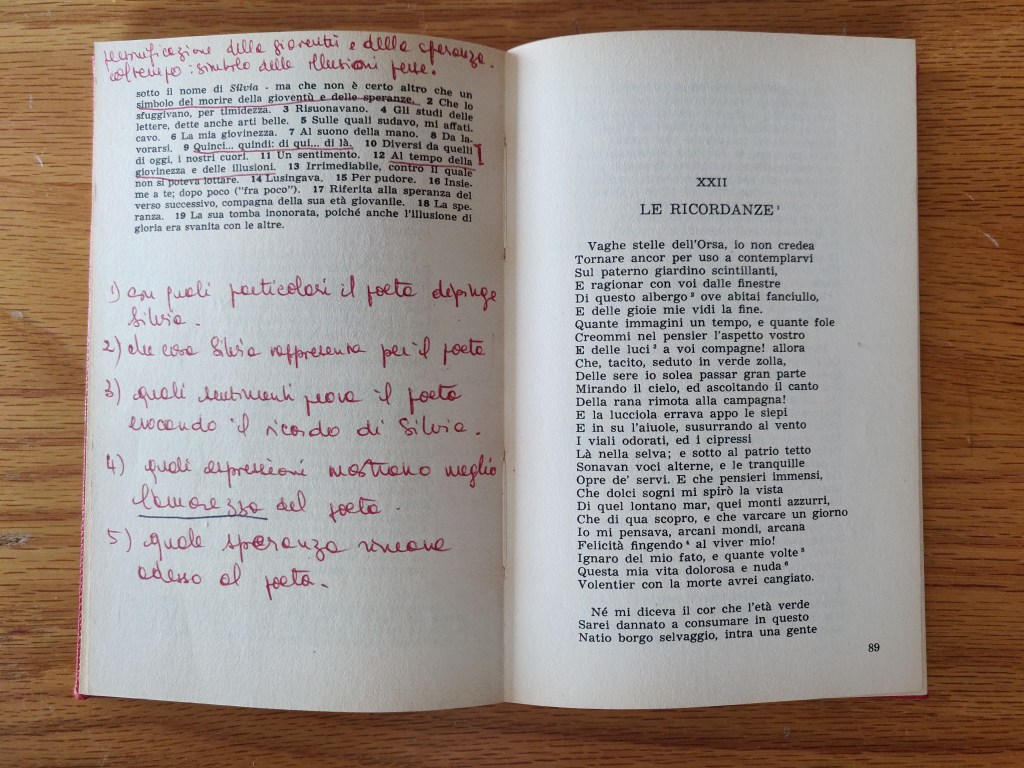 personificazione della gioventù e della speranza.
col tempo: simbolo delle illusioni perse.
sotto il nome di Silvia - ma che non è certo altro che un
simbolo del morire della gioventù e delle speranze. 2 Che lo
sfuggivano, per timidezza. 3 Risuonavano. 4 Gli studi delle
lettere, dette anche arti belle. 5 Sulle quali sudavo, mi affati-
cavo. 6 La mia giovinezza. 7 Al suono della mano. 8 Da la-
vorarsi. 9 Quinci... quindi: di qui... di là. 10 Diversi da quelli
di oggi, i nostri cuori. 11 Un sentimento. 12 Al tempo della
giovinezza e delle illusioni. 13 Irrimediabile, contro il quale
non si poteva lottare. 14 Lusingava. 15 Per pudore. 16 Insie-
me a te; dopo poco ("fra poco"). 17 Riferita alla speranza del
verso successivo, compagna della sua età giovanile. 18 La spe-
ranza. 19 La sua tomba inonorata, poiché anche l'illusione di
gloria era svanita con le altre.
1) con quali particolari il poeta dipinge
Silvia.
2) che cosa Silvia rappresenta per il poeta
3) quali sentimenti prova il poeta
evocando il ricordo di Silvia.
4) quali espressioni mostrano meglio
l'amarezza del poeta.
5) quale speranza rimane
adesso al poeta.
XXII
LE RICORDANZE 1
Vaghe stelle dell'Orsa, io non credea
Tornare ancor per uso a contemplarvi
Sul paterno giardino scintillanti,
E ragionar con voi dalle finestre
Di questo albergo 2 ove abitai fanciullo,
E delle gioie mie vidi la fine.
Quante immagini un tempo, e quante fole
Creommi nel pensier l'aspetto vostro
E delle luci 3 a voi compagne! allora
Che, tacito, seduto in verde zolla,
Delle sere io solea passar gran parte
Mirando il cielo, ed ascoltando il canto
Della rana rimota alla campagna!
E la lucciola errava appo le siepi
E in su l'aiuole, susurrando al vento
I viali odorati, ed i cipressi
Là nella selva; e sotto al patrio tetto
Sonavan voci alterne, e le tranquille
Opre de' servi. E che pensieri immensi,
Che dolci sogni mi spirò la vista
Di quel lontano mar, quei monti azzurri,
Che di qua scopro, e che varcare un giorno
Io mi pensava, arcani mondi, arcana
Felicità fingendo 4 al viver mio!
Ignaro del mio fato, e quante volte 5
Questa mia vita dolorosa e nuda 6
Volentier con la morte avrei cangiato.
Né mi diceva il cor che l'età verde
Sarei dannato a consumare in questo
Natio borgo selvaggio, intra una gente
89